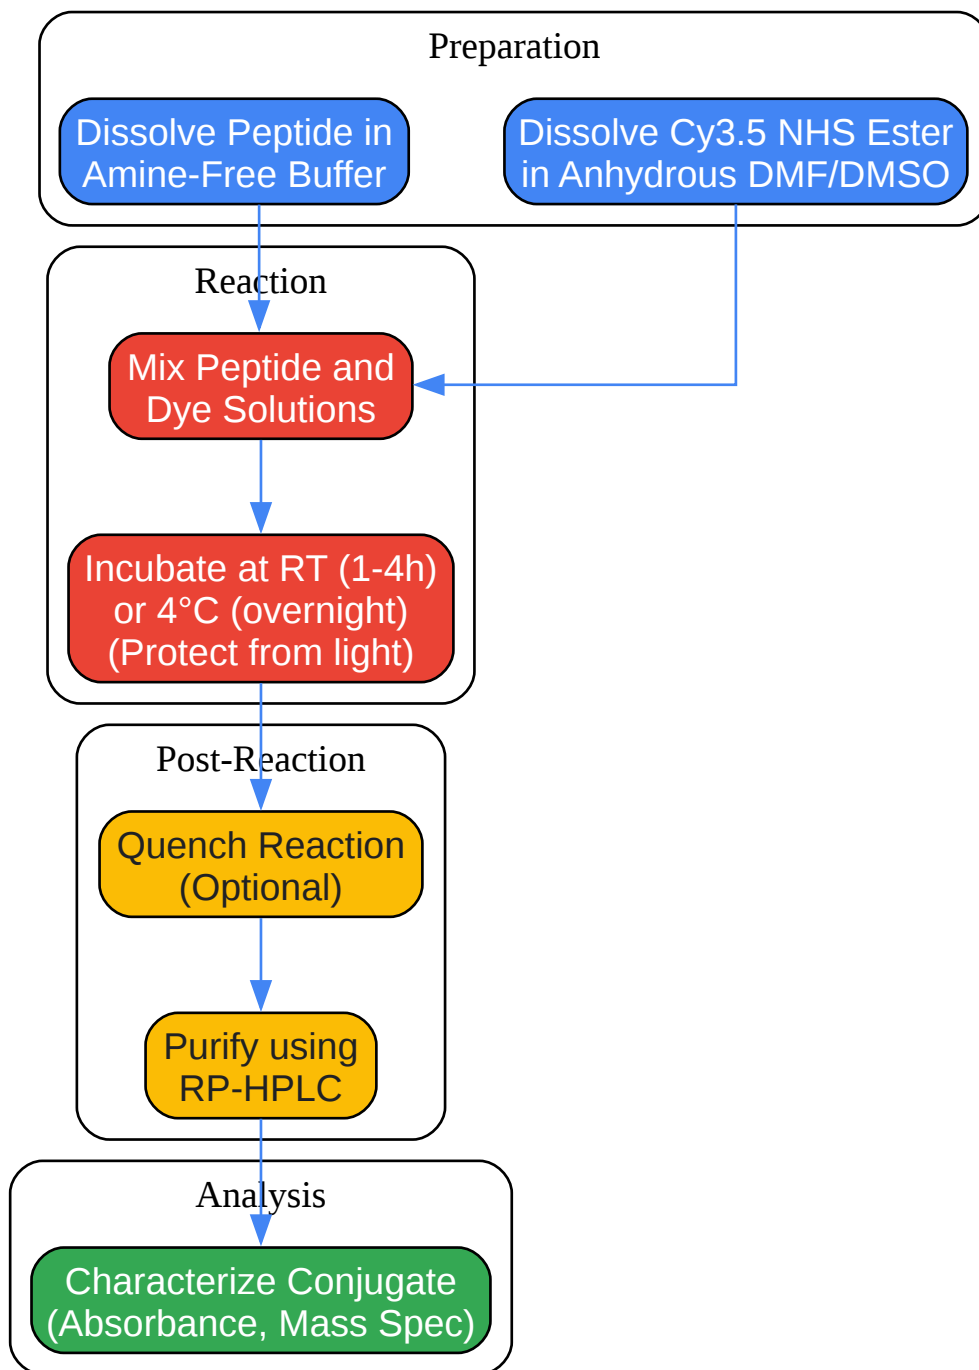 Preparation
Dissolve Peptide in
Amine-Free Buffer
Dissolve Cy3.5 NHS Ester
in Anhydrous DMF/DMSO
Reaction
Mix Peptide and
Dye Solutions
Incubate at RT (1-4h)
or 4°C (overnight)
(Protect from light)
Post-Reaction
Quench Reaction
(Optional)
Purify using
RP-HPLC
Analysis
Characterize Conjugate
(Absorbance, Mass Spec)